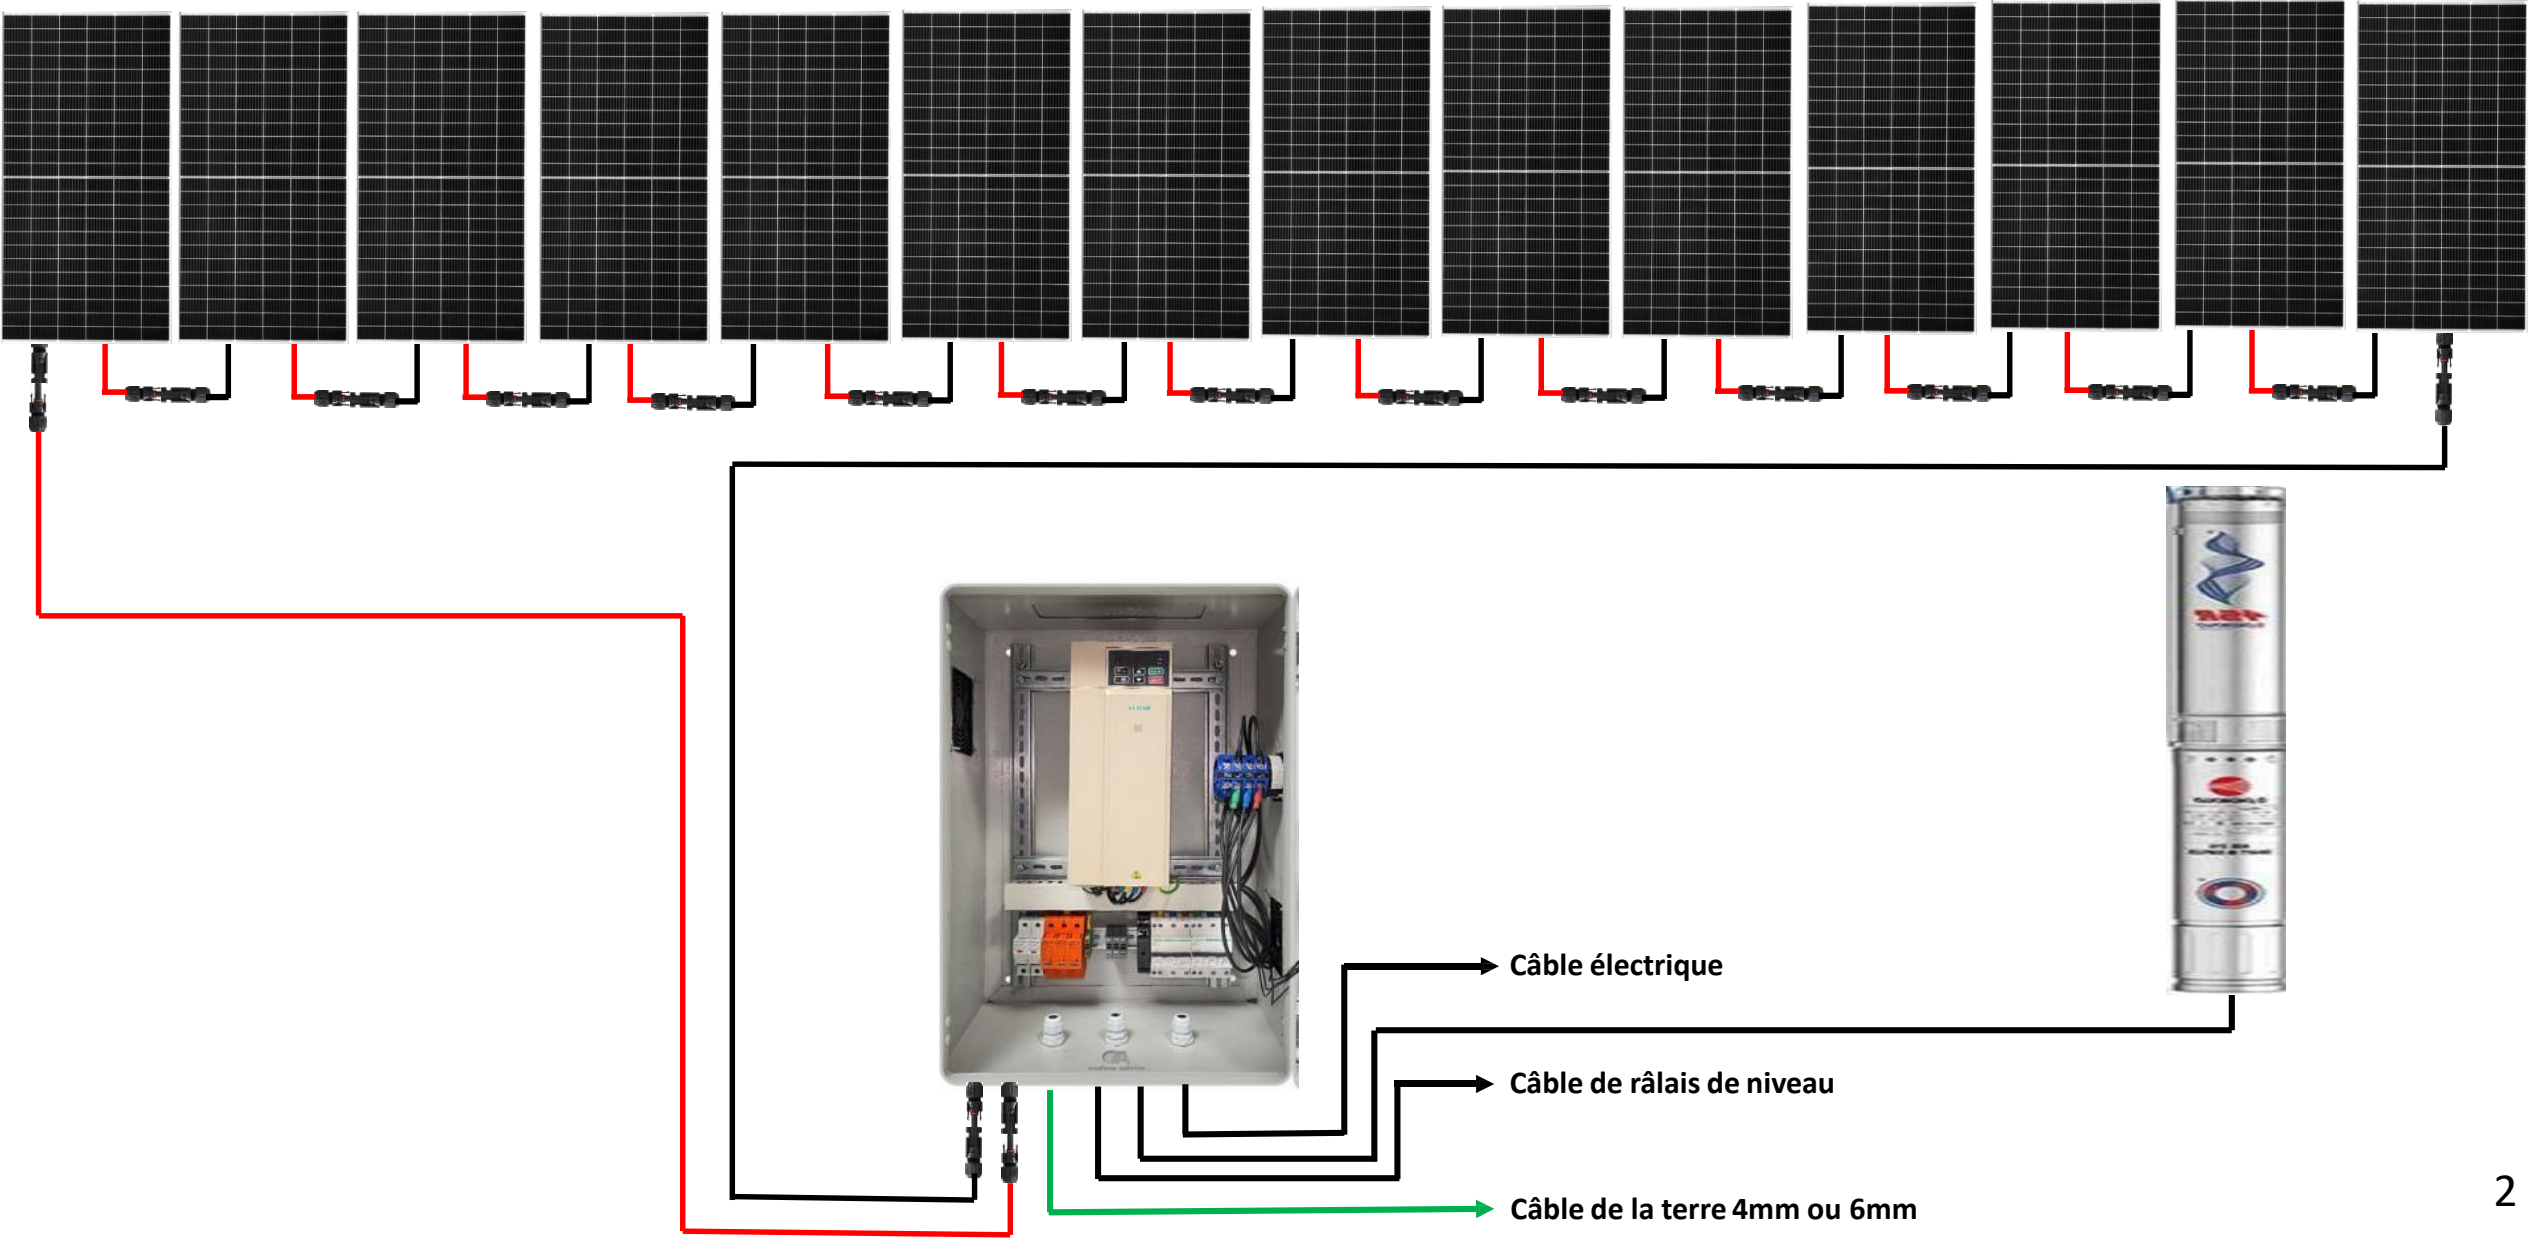 Câble électrique
Câble de râlais de niveau
Câble de la terre 4mm ou 6mm
2